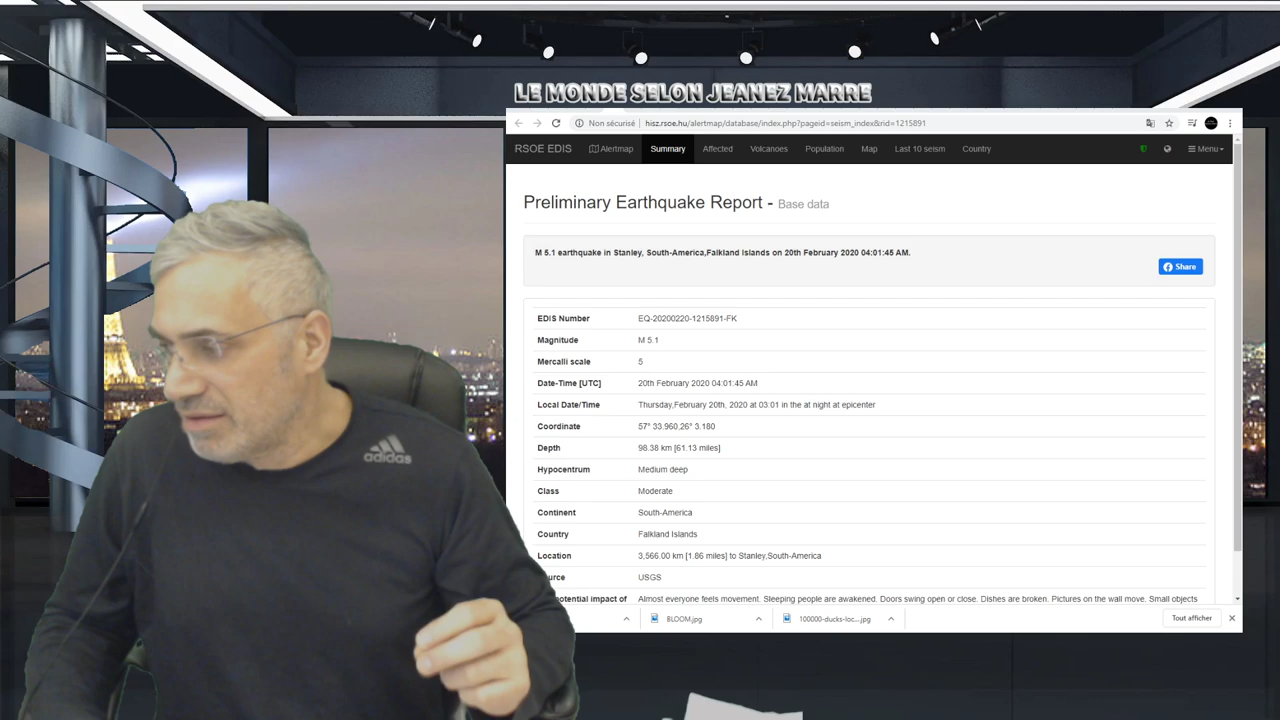 LE MONDE SELON JEANEZ MARRE
Non sécurisé hisz.rsoe.hu/alertmap/database/index.php?pageid=seism_index&rid=1215891
RSOE EDIS Alertmap Summary Affected Volcanoes Population Map Last 10 seism Country Menu
Preliminary Earthquake Report - Base data
M 5.1 earthquake in Stanley, South-America,Falkland Islands on 20th February 2020 04:01:45 AM.
Share
EDIS Number EQ-20200220-1215891-FK
Magnitude M 5.1
Mercalli scale 5
Date-Time [UTC] 20th February 2020 04:01:45 AM
Local Date/Time Thursday,February 20th, 2020 at 03:01 in the at night at epicenter
Coordinate 57° 33.960,26° 3.180
Depth 98.38 km [61.13 miles]
Hypocentrum Medium deep
Class Moderate
Continent South-America
Country Falkland Islands
Location 3,566.00 km [1.86 miles] to Stanley,South-America
urce USGS
potential impact of Almost everyone feels movement. Sleeping people are awakened. Doors swing open or close. Dishes are broken. Pictures on the wall move. Small objects
BLOOM.jpg 100000-ducks-loc....jpg Tout afficher
adidas